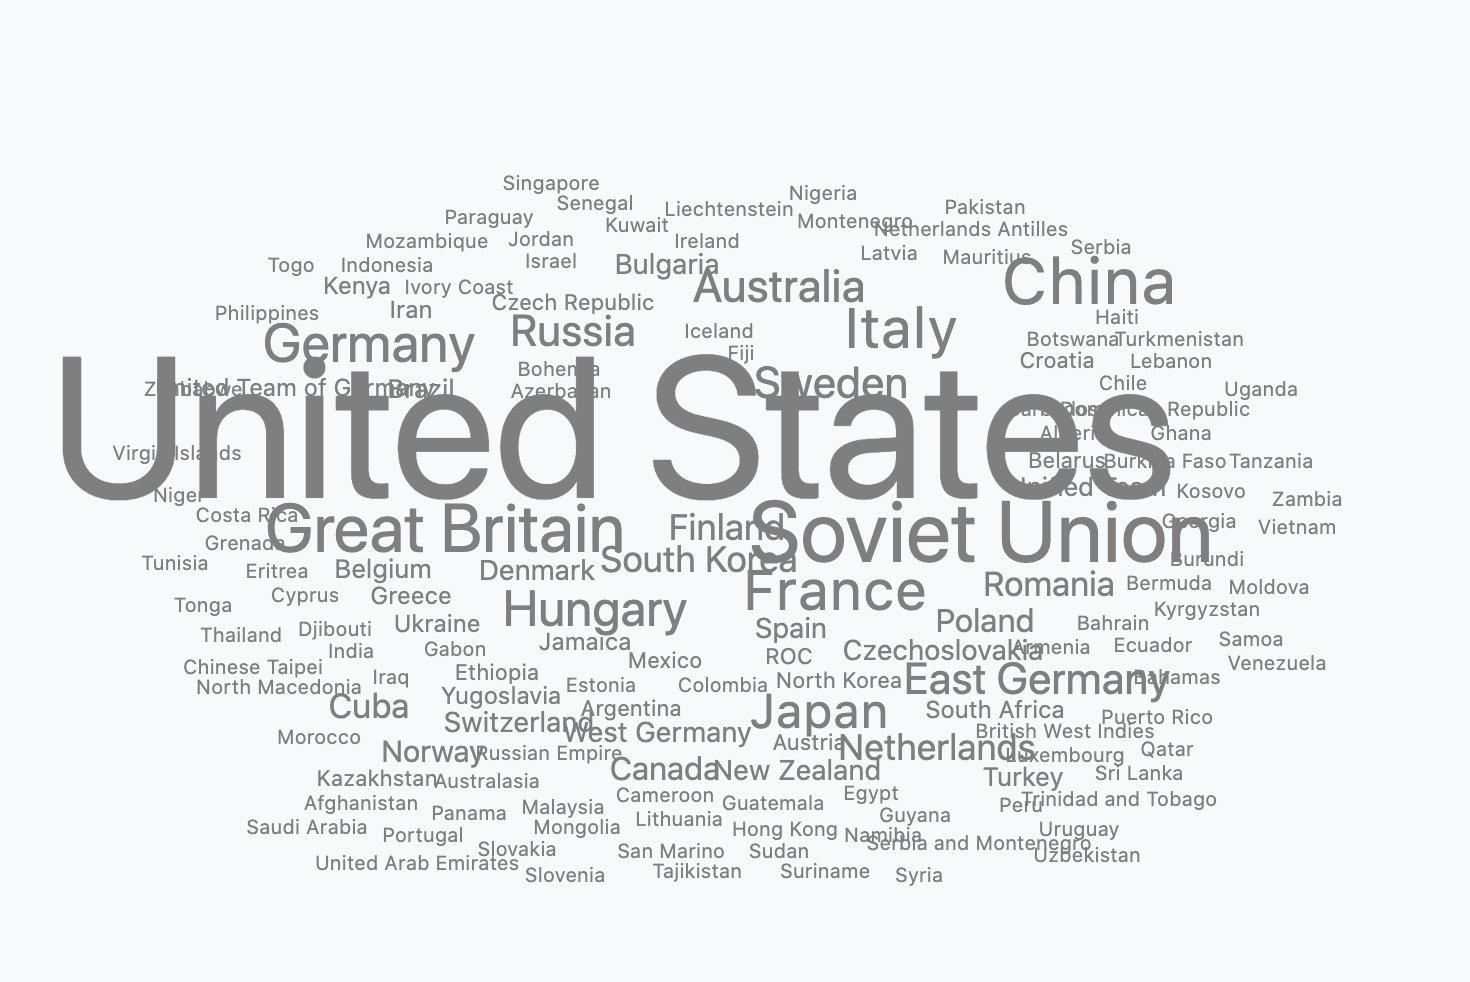 Singapore
Nigeria
Senegal
Liechtenstein
Pakistan
Paraguay
Kuwait
Montenegro
Netherlands Antilles
Mozambique
Jordan
Ireland
Latvia
Mauritius
Serbia
Togo
Indonesia
Israel
Bulgaria
China
Kenya
Ivory Coast
Czech Republic
Australia
Philippines
Iran
Russia
Iceland
Italy
Haiti
Germany
Fiji
Botswana
Turkmenistan
Croatia
Lebanon
Bohemia
Sweden
Chile
Uganda
Zimbabwe
United Team of Germany
Brazil
Azerbaijan
Barbados
Dominican Republic
United States
Algeria
Ghana
Virgin Islands
Belarus
Burkina Faso
Tanzania
Niger
Unified Team
Kosovo
Zambia
Costa Rica
Great Britain
Finland
Soviet Union
Georgia
Vietnam
Grenada
Tunisia
Eritrea
Belgium
Denmark
South Korea
Burundi
Cyprus
Greece
France
Romania
Bermuda
Moldova
Tonga
Hungary
Kyrgyzstan
Thailand
Djibouti
Ukraine
Spain
Poland
Bahrain
India
Gabon
Jamaica
ROC
Czechoslovakia
Armenia
Ecuador
Samoa
Chinese Taipei
Iraq
Ethiopia
Mexico
Venezuela
North Macedonia
Yugoslavia
Estonia
Colombia
North Korea
East Germany
Bahamas
Cuba
Argentina
Japan
South Africa
Puerto Rico
Switzerland
West Germany
British West Indies
Morocco
Norway
Russian Empire
Austria
Netherlands
Luxembourg
Qatar
Kazakhstan
Australasia
Canada
New Zealand
Turkey
Sri Lanka
Afghanistan
Panama
Malaysia
Cameroon
Guatemala
Egypt
Peru
Trinidad and Tobago
Saudi Arabia
Portugal
Mongolia
Lithuania
Hong Kong
Guyana
Namibia
Uruguay
Slovakia
San Marino
Sudan
Serbia and Montenegro
Uzbekistan
United Arab Emirates
Slovenia
Tajikistan
Suriname
Syria